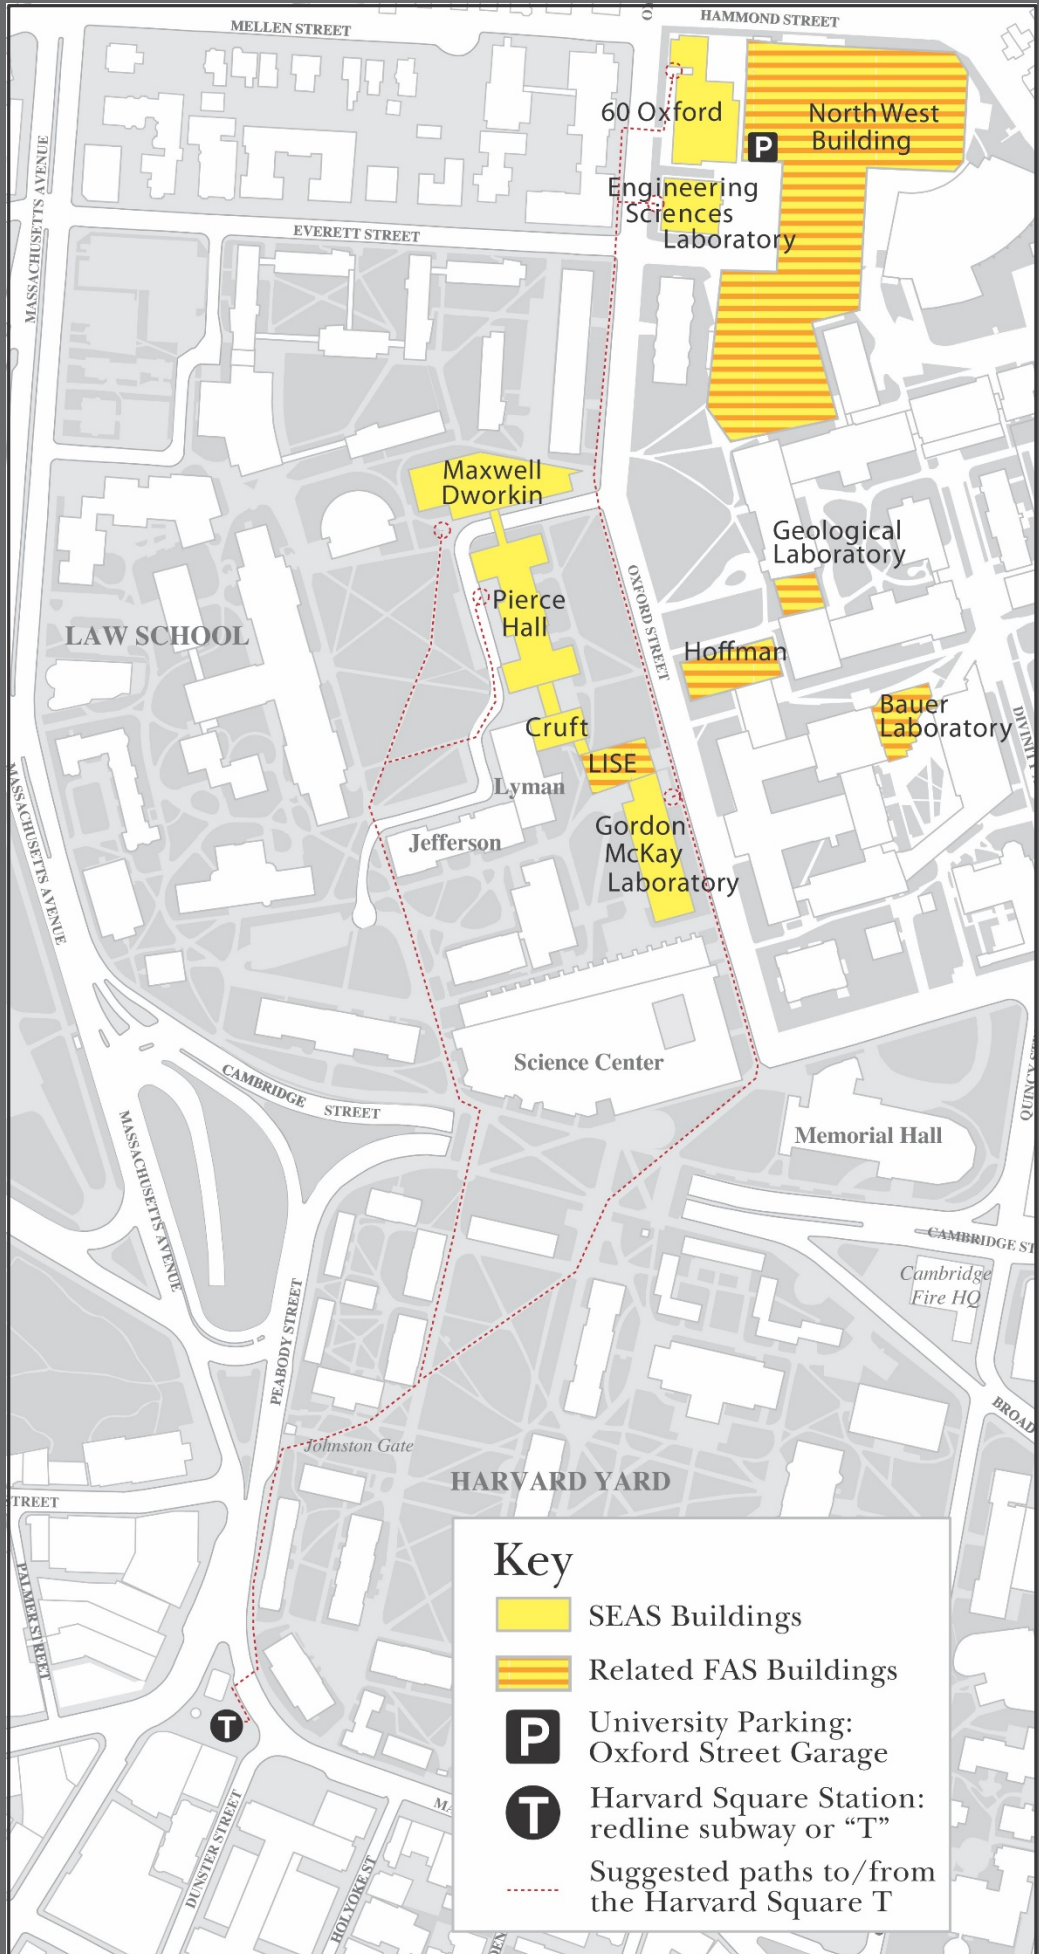 MELLEN STREET
HAMMOND STREET
60 Oxford
NorthWest
Building
P
MASSACHUSETTS AVENUE
Engineering
Sciences
Laboratory
EVERETT STREET
Maxwell
Dworkin
Geological
Laboratory
OXFORD STREET
Pierce
Hall
LAW SCHOOL
Hoffman
Bauer
Laboratory
Cruft
LISE
Lyman
MASSACHUSETTS AVENUE
Gordon
McKay
Laboratory
Jefferson
Science Center
CAMBRIDGE STREET
MASSACHUSETTS AVENUE
Memorial Hall
CAMBRIDGE ST
Cambridge
Fire HQ
PEABODY STREET
Johnston Gate
HARVARD YARD
STREET
PALMER STREET
T
DUNSTER STREET
HOLYOKE ST
Key
SEAS Buildings
Related FAS Buildings
P
University Parking:
Oxford Street Garage
T
Harvard Square Station:
redline subway or “T”
Suggested paths to/from
the Harvard Square T